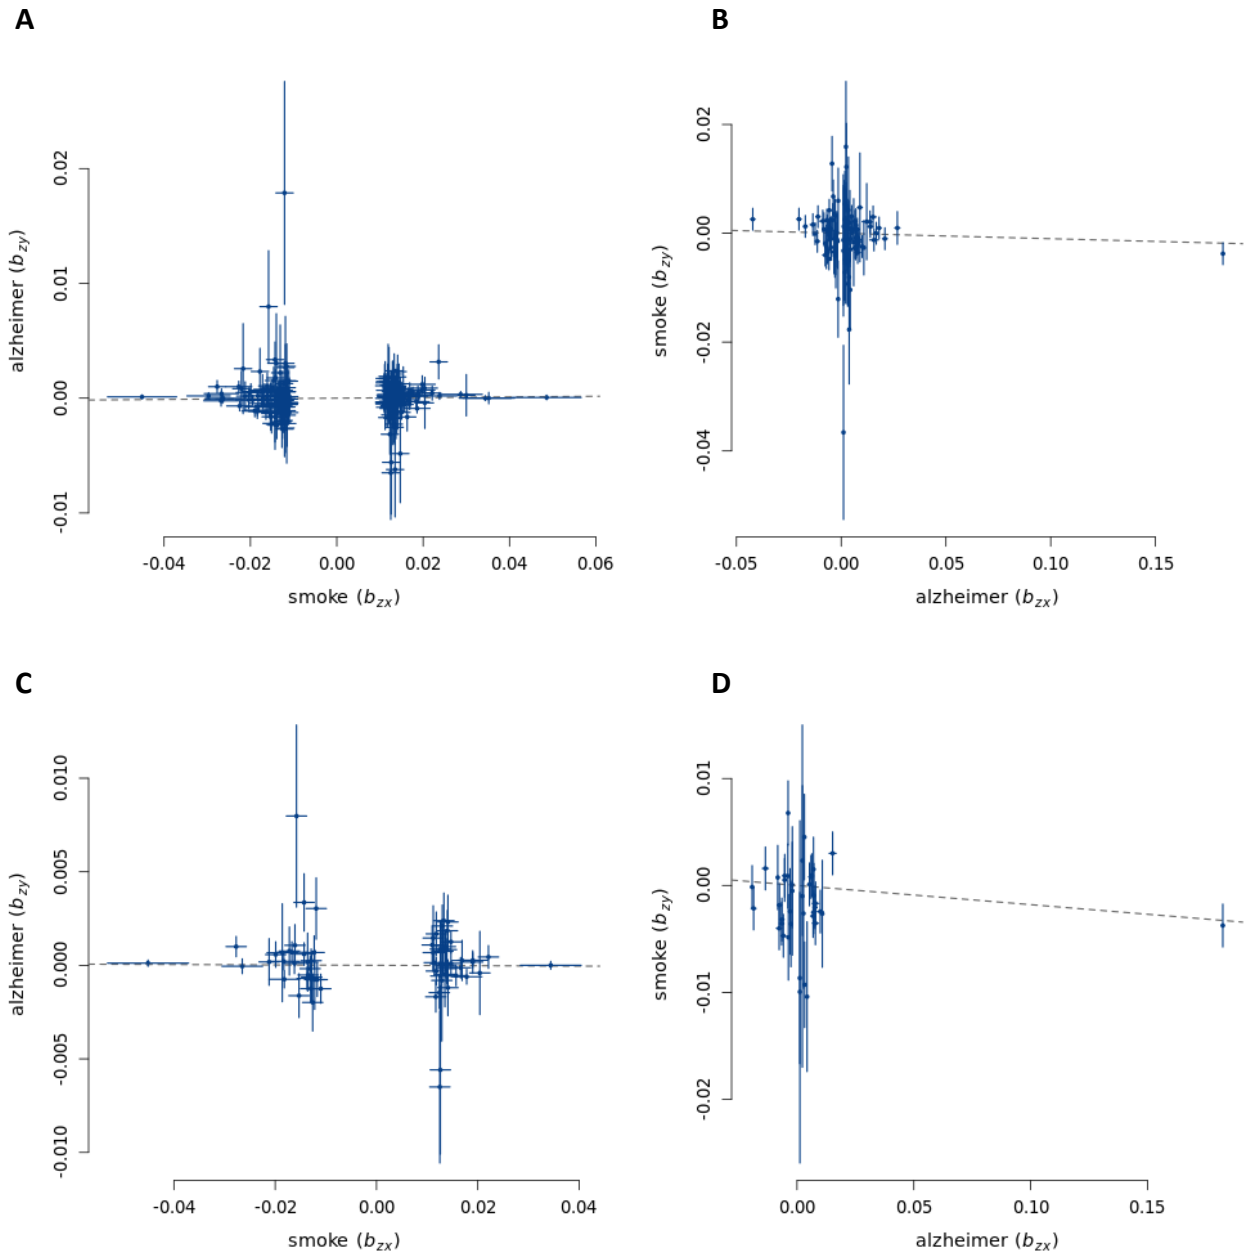 A
B
0.02
0.01
0.00
-0.01
alzheimer (bzy)
-0.04 -0.02 0.00 0.02 0.04 0.06
smoke (bzx)
0.02
0.00
-0.02
-0.04
smoke (bzy)
-0.05 0.00 0.05 0.10 0.15
alzheimer (bzx)
C
D
0.010
0.005
0.000
-0.005
-0.010
alzheimer (bzy)
-0.04 -0.02 0.00 0.02 0.04
smoke (bzx)
0.01
0.00
-0.01
-0.02
smoke (bzy)
0.00 0.05 0.10 0.15
alzheimer (bzx)